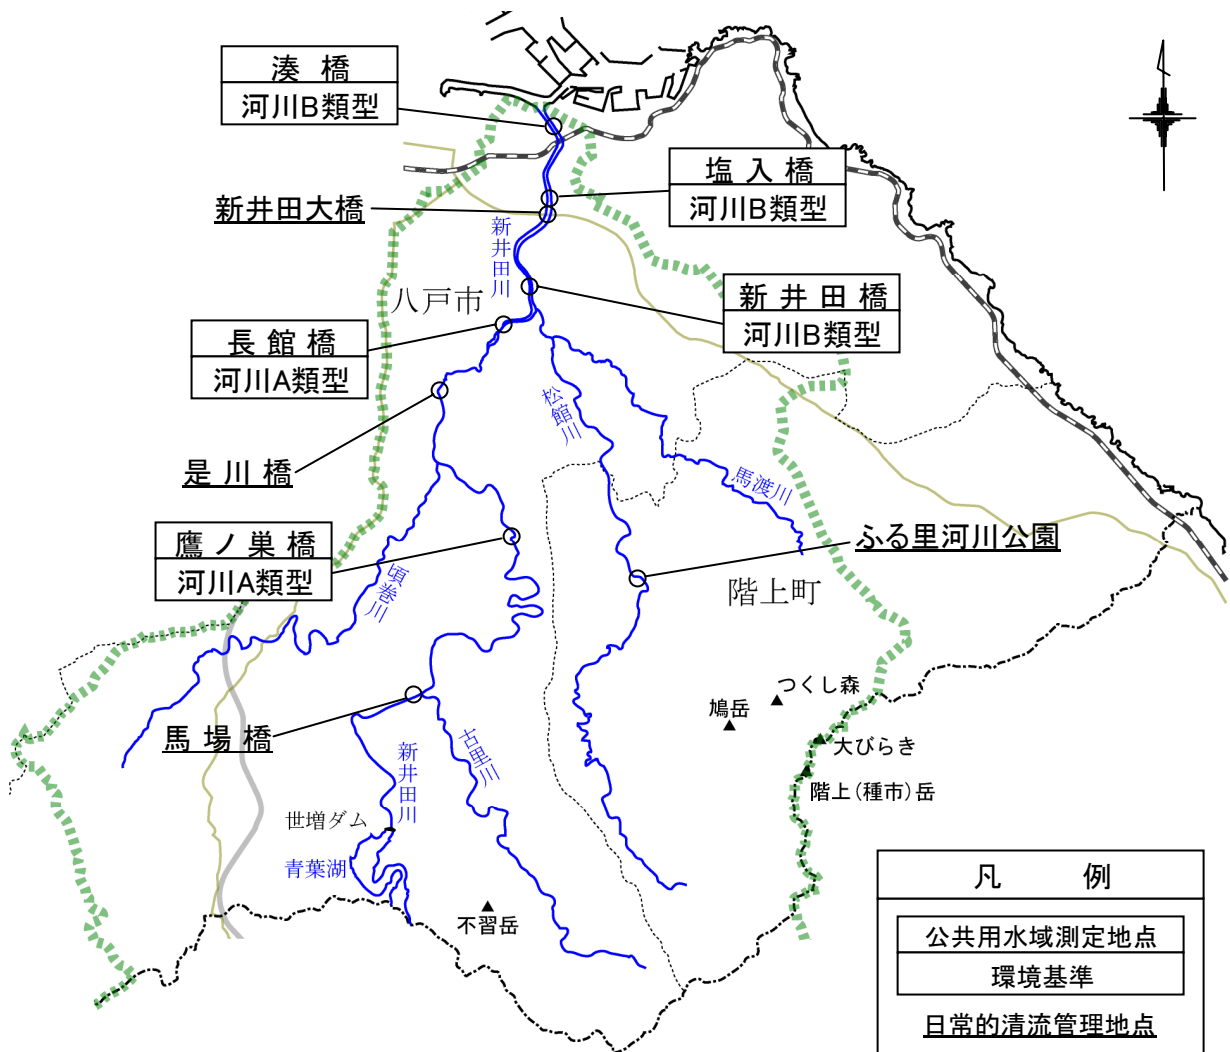 湊橋
河川B類型
塩入橋
河川B類型
新井田大橋
新井田川
八戸市
新井田橋
河川B類型
長館橋
河川A類型
松館川
是川橋
馬渡川
鷹ノ巣橋
河川A類型
ふる里河川公園
頃巻川
階上町
つくし森
鳩岳
馬場橋
大びらき
古里川
新井田川
階上(種市)岳
世増ダム
青葉湖
不習岳
凡例
公共用水域測定地点
環境基準
日常的清流管理地点